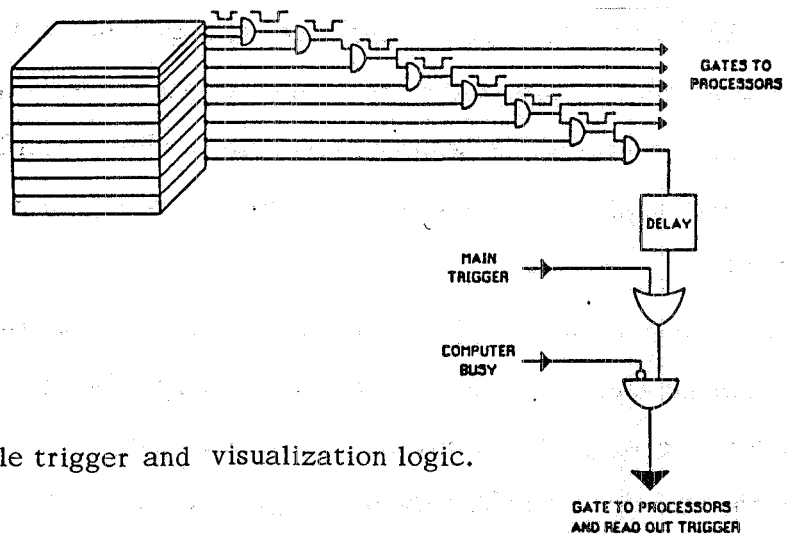 GATES TO
PROCESSORS
DELAY
MAIN
TRIGGER
COMPUTER
BUSY
le trigger and visualization logic.
GATE TO PROCESSORS
AND READ OUT TRIGGER